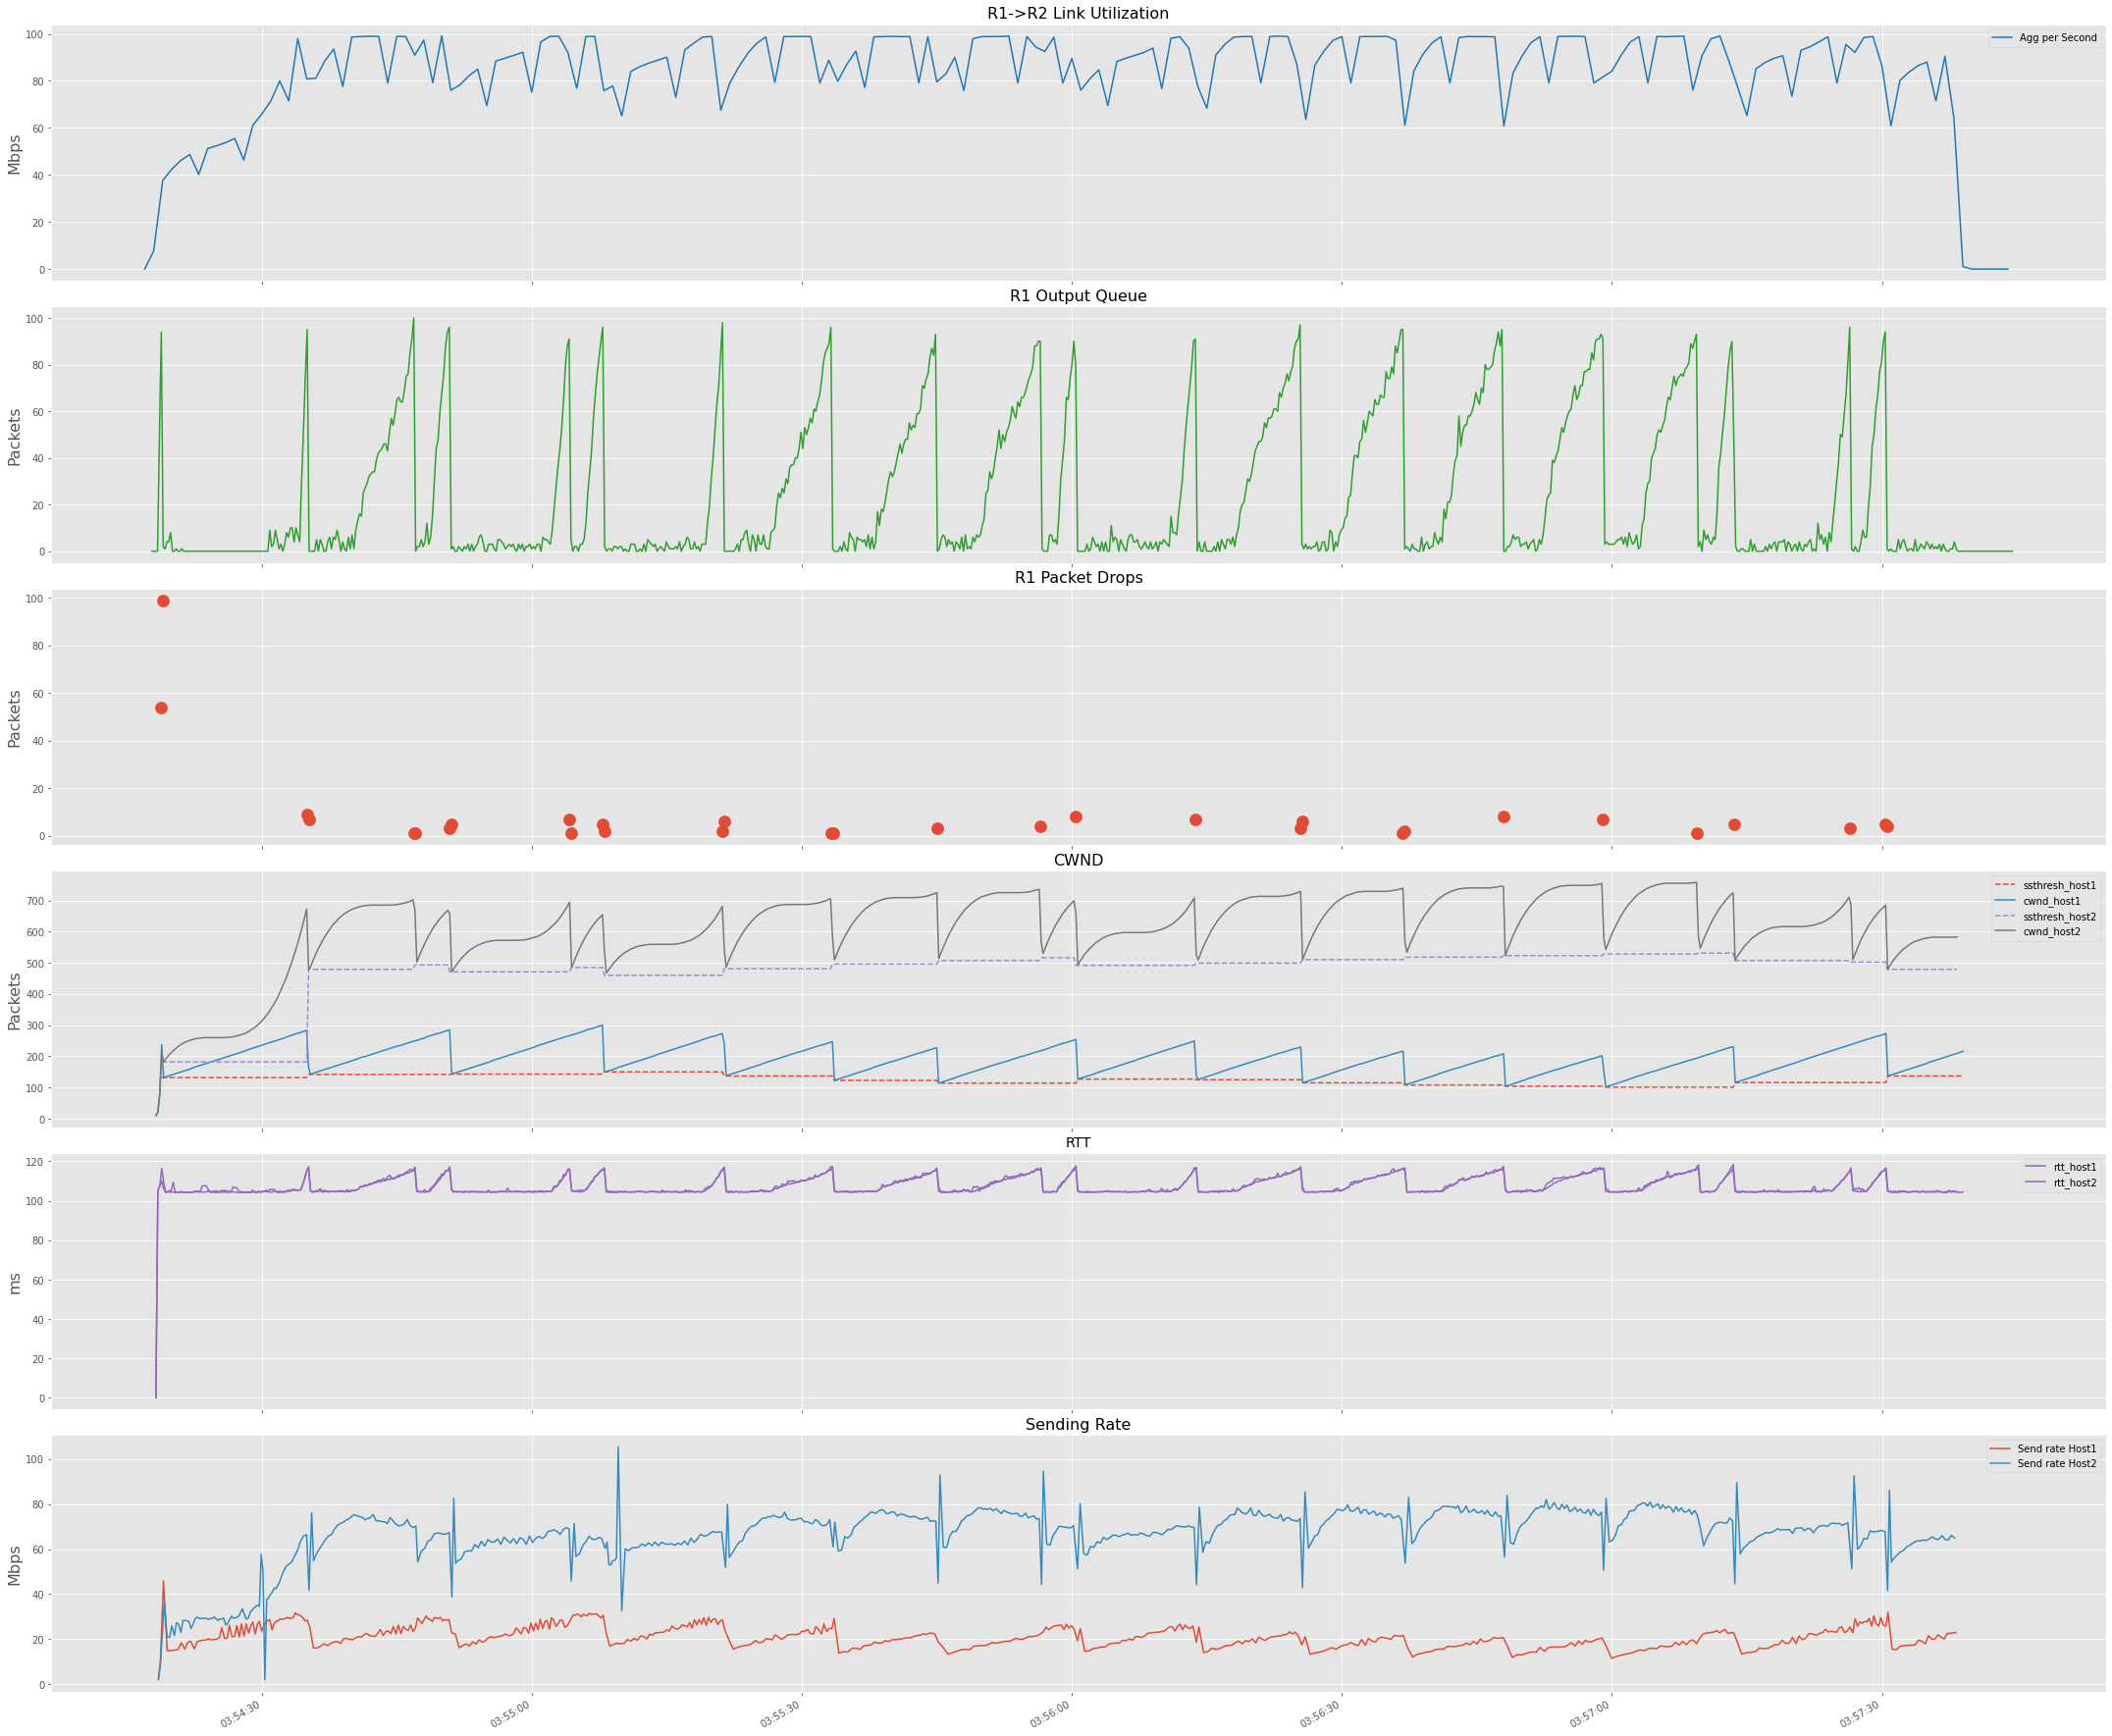 R1->R2 Link Utilization
100
80
60
40
20
0
Mbps
Agg per Second
R1 Output Queue
100
80
60
40
20
0
Packets
R1 Packet Drops
100
80
60
40
20
0
Packets
CWND
700
600
500
400
300
200
100
0
Packets
ssthresh_host1
cwnd_host1
ssthresh_host2
cwnd_host2
RTT
120
100
80
60
40
20
0
ms
rtt_host1
rtt_host2
Sending Rate
100
80
60
40
20
0
Mbps
Send rate Host1
Send rate Host2
03:54:30
03:55:00
03:55:30
03:56:00
03:56:30
03:57:00
03:57:30